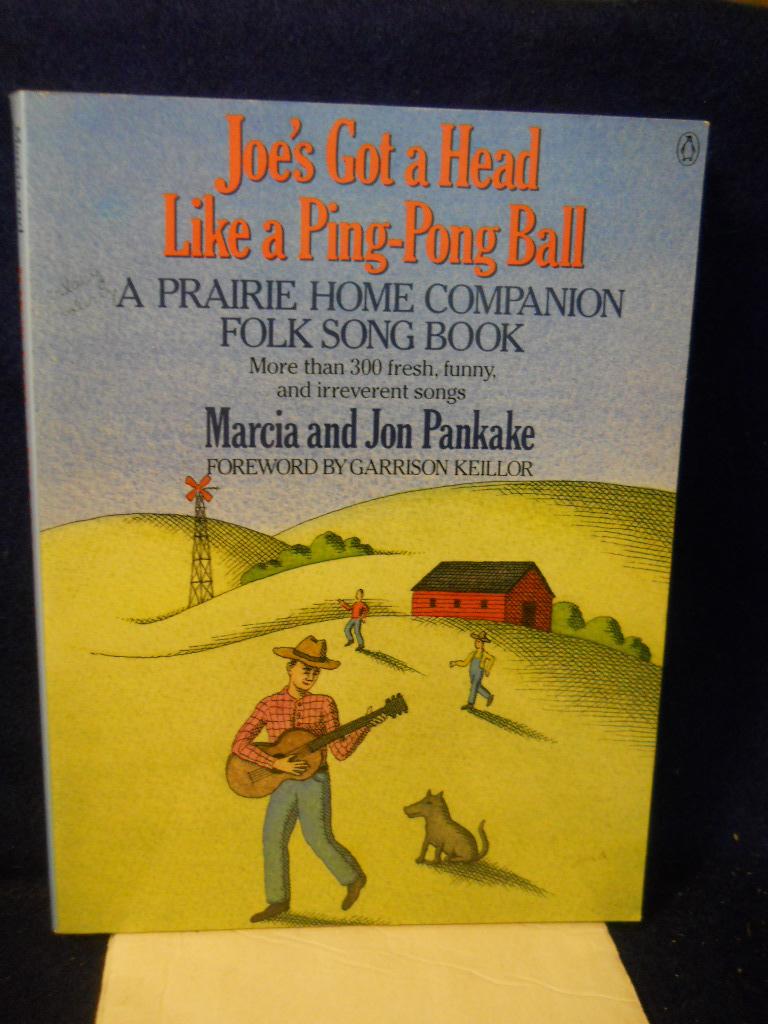 Joe's Got a Head
Like a Ping-Pong Ball
A PRAIRIE HOME COMPANION
FOLK SONG BOOK
More than 300 fresh, funny,
and irreverent songs
Marcia and Jon Pankake
FOREWORD BY GARRISON KEILLOR